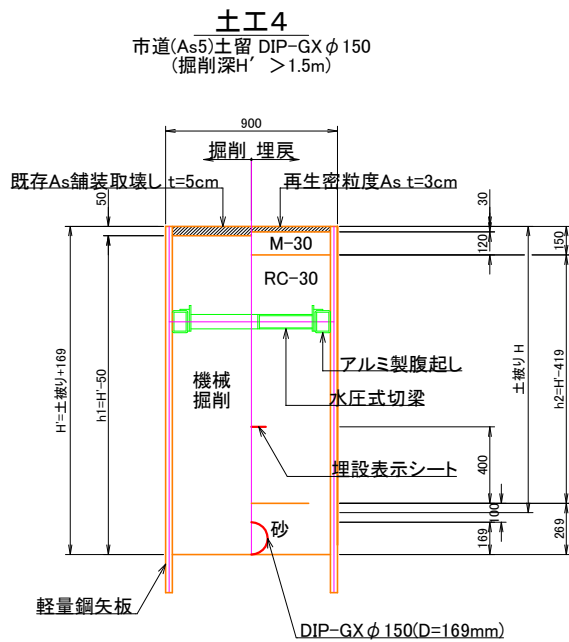 土工4
市道(As5)土留 DIP-GXφ150
(掘削深H′ >1.5m)
900
掘削 埋戻
既存As舗装取壊し t=5cm
再生密粒度As t=3cm
50
30
M-30
120
150
RC-30
アルミ製腹起し
水圧式切梁
機械
掘削
H'=土被り+169
h1=H'-50
土被り H
h2=H'-419
埋設表示シート
400
砂
100
169
269
軽量鋼矢板
DIP-GXφ150(D=169mm)